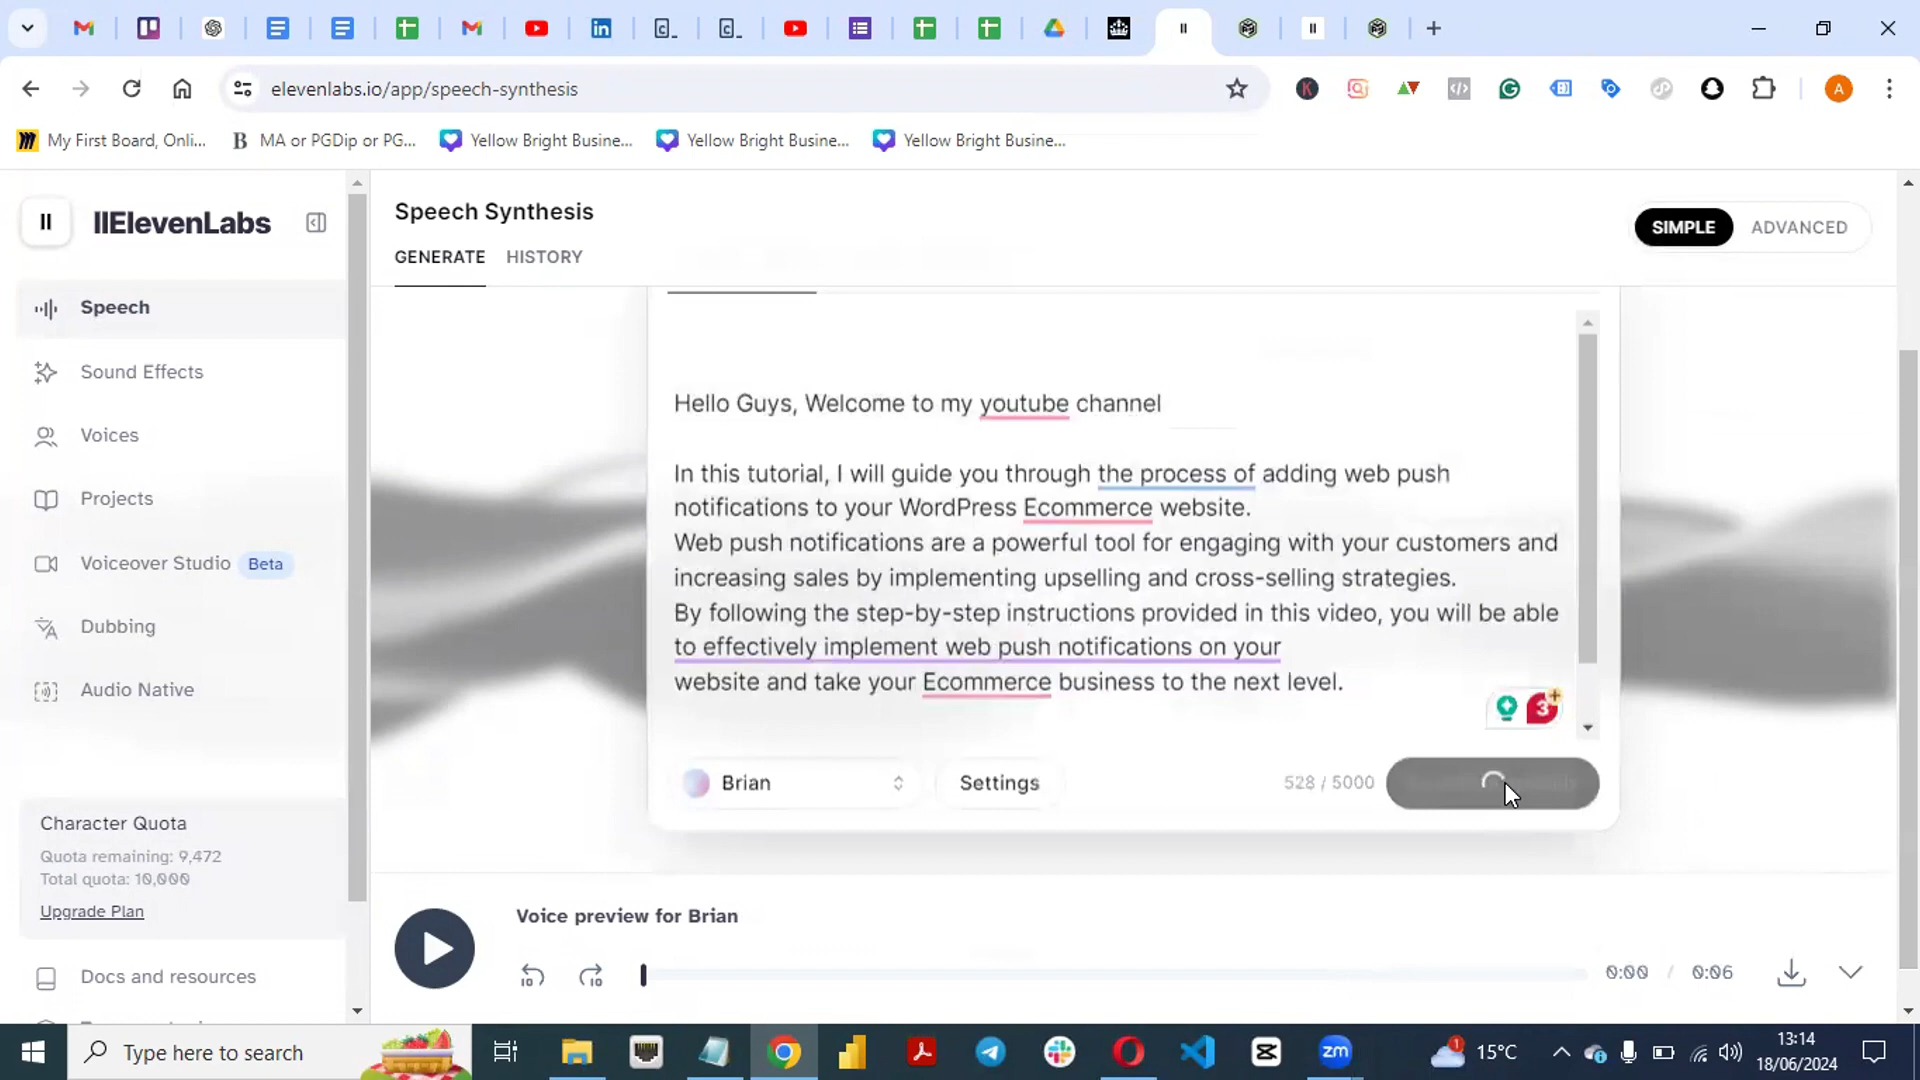 elevenlabs.io/app/speech-synthesis
My First Board, Onli...
MA or PGDip or PG...
Yellow Bright Busine...
Yellow Bright Busine...
Yellow Bright Busine...
IIElevenLabs
Speech
Sound Effects
Voices
Projects
Voiceover Studio Beta
Dubbing
Audio Native
Character Quota
Quota remaining: 9,472
Total quota: 10,000
Upgrade Plan
Docs and resources
Speech Synthesis
SIMPLE ADVANCED
GENERATE HISTORY
Hello Guys, Welcome to my youtube channel
In this tutorial, I will guide you through the process of adding web push
notifications to your WordPress Ecommerce website.
Web push notifications are a powerful tool for engaging with your customers and
increasing sales by implementing upselling and cross-selling strategies.
By following the step-by-step instructions provided in this video, you will be able
to effectively implement web push notifications on your
website and take your Ecommerce business to the next level.
3+
Brian Settings 528 / 5000
Voice preview for Brian
0:00 / 0:06
Type here to search
15°C
13:14
18/06/2024